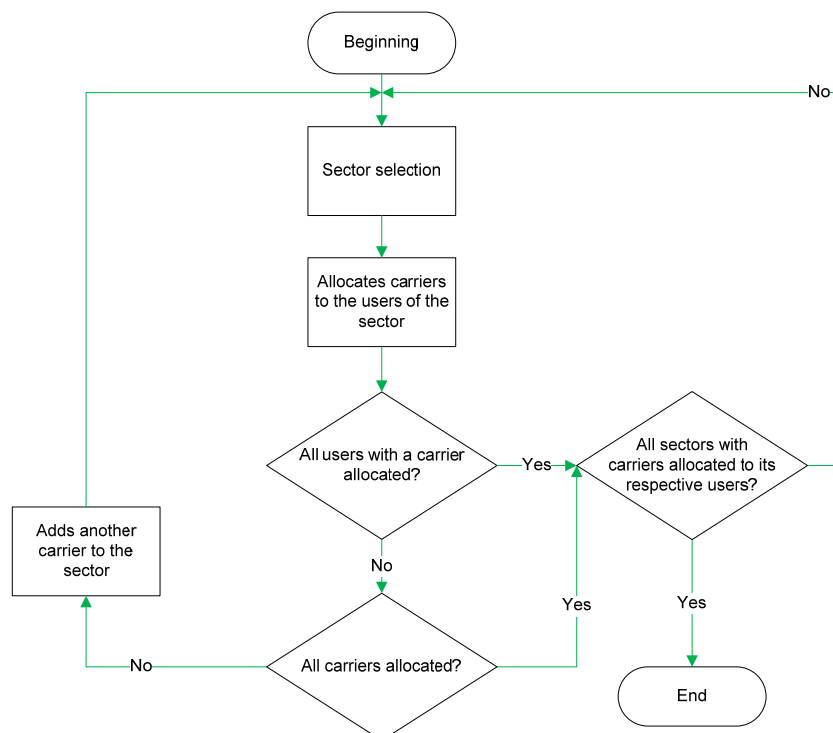 Beginning
No
Sector selection
Allocates carriers
to the users of the
sector
All users with a carrier
allocated?
Yes
All sectors with
carriers allocated to its
respective users?
Adds another
carrier to the
sector
No
Yes
Yes
No
All carriers allocated?
End